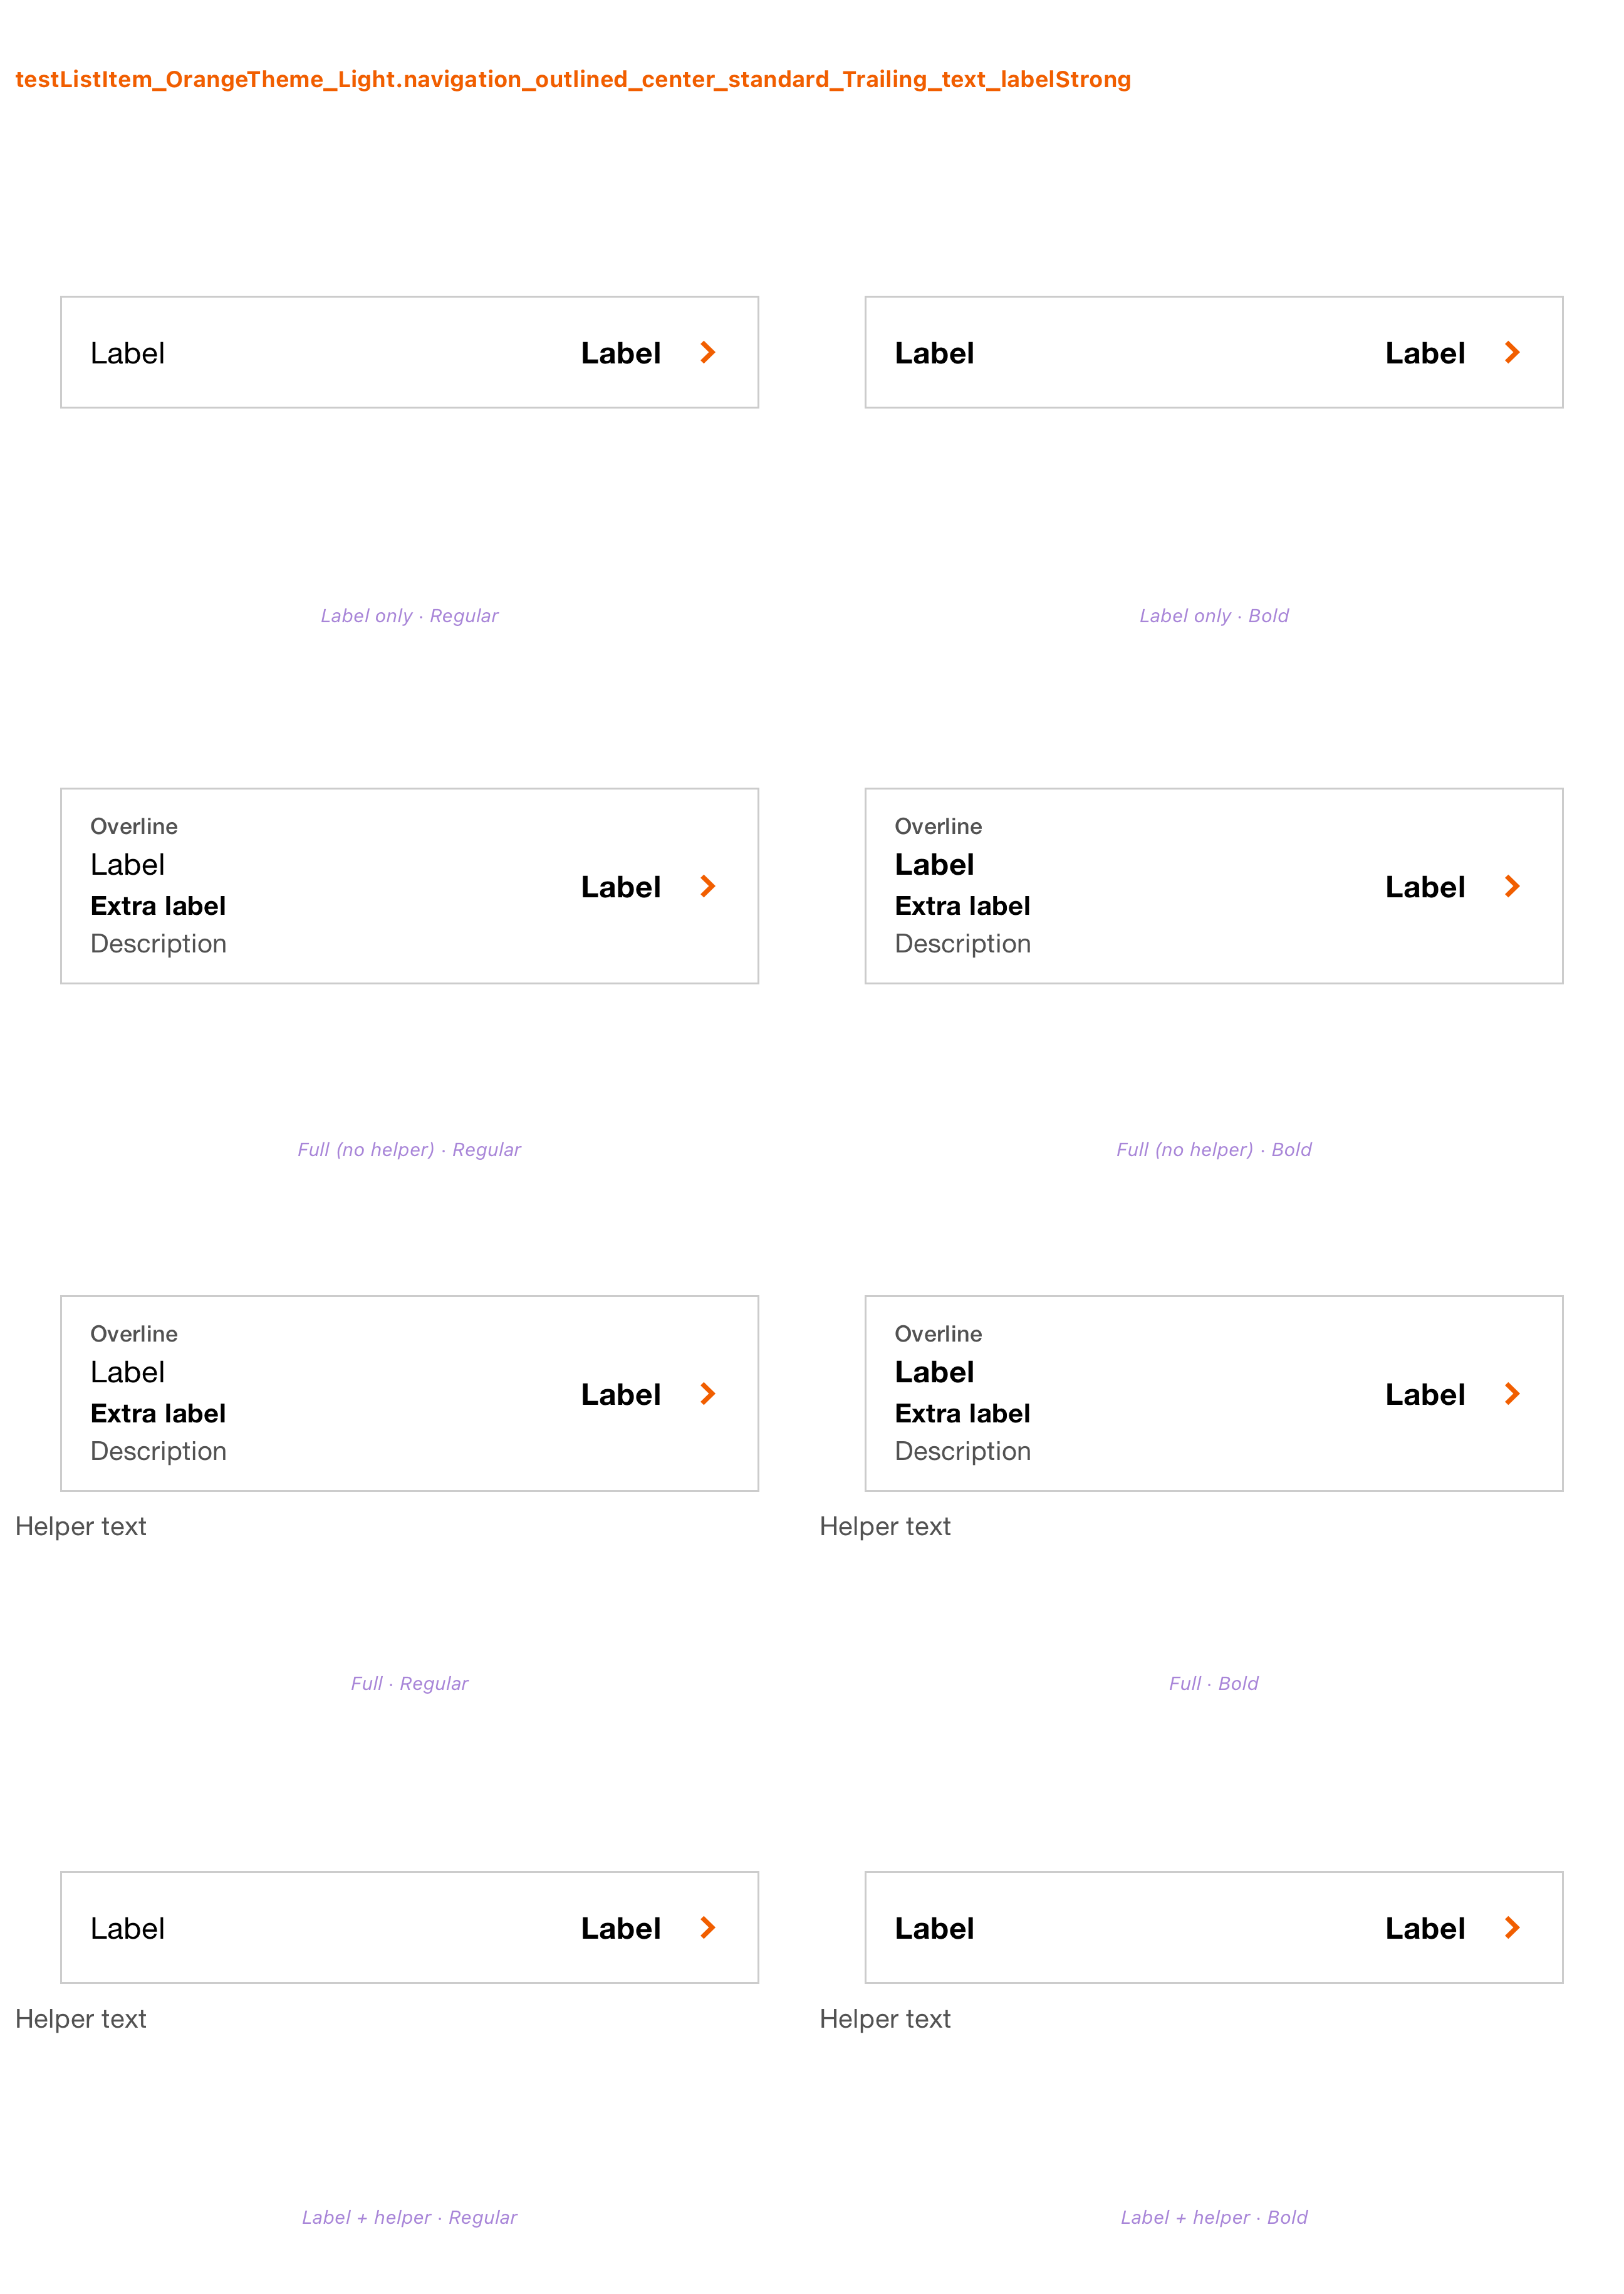 testListItem_OrangeTheme_Light.navigation_outlined_center_standard_Trailing_text_labelStrong
Label Label
Label Label
Label only · Regular
Label only · Bold
Overline
Label
Extra label
Description
Label
Overline
Label
Extra label
Description
Label
Full (no helper) · Regular
Full (no helper) · Bold
Overline
Label
Extra label
Description
Label
Helper text
Overline
Label
Extra label
Description
Label
Helper text
Full · Regular
Full · Bold
Label Label
Helper text
Label Label
Helper text
Label + helper · Regular
Label + helper · Bold